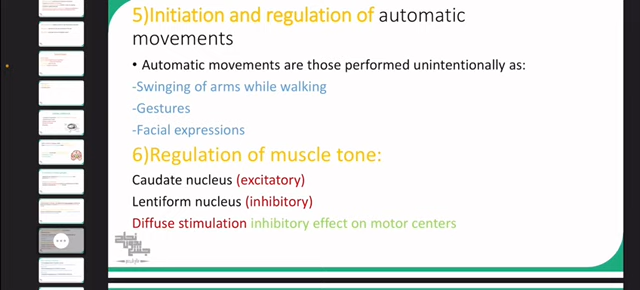 5)Initiation and regulation of automatic
movements
• Automatic movements are those performed unintentionally as:
-Swinging of arms while walking
-Gestures
-Facial expressions
6)Regulation of muscle tone:
Caudate nucleus (excitatory)
Lentiform nucleus (inhibitory)
Diffuse stimulation inhibitory effect on motor centers